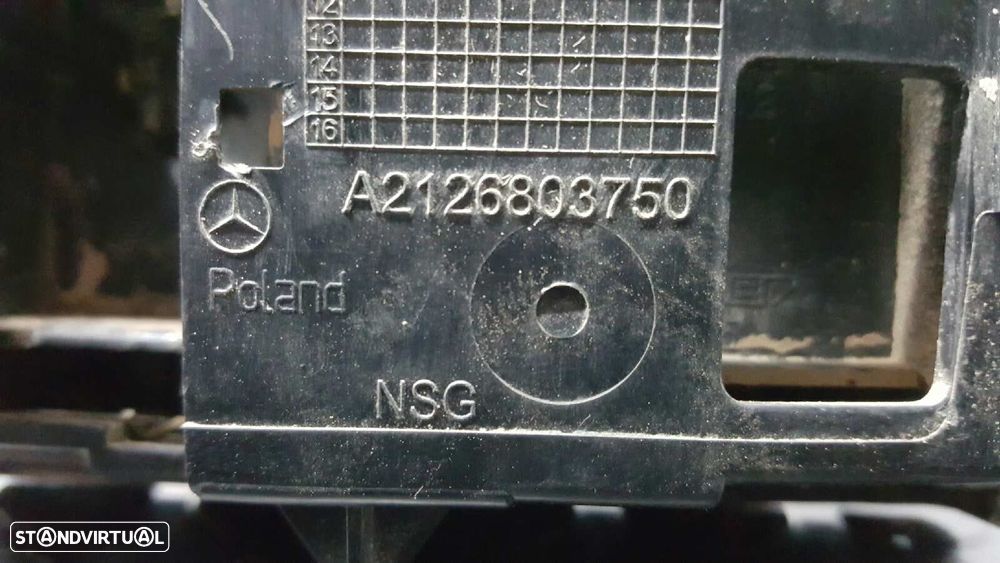 12
13
14
15
16
A2126803750
Poland
NSG
STANDVIRTUAL